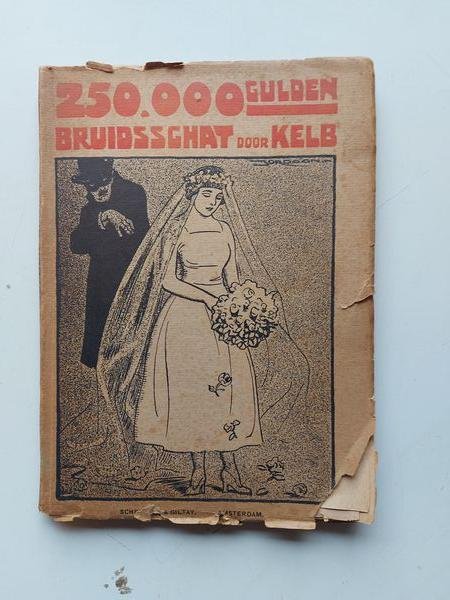 250.000 GULDEN
BRUIDSSCHAT DOOR KELB
JORDAAN
& GILTAY.